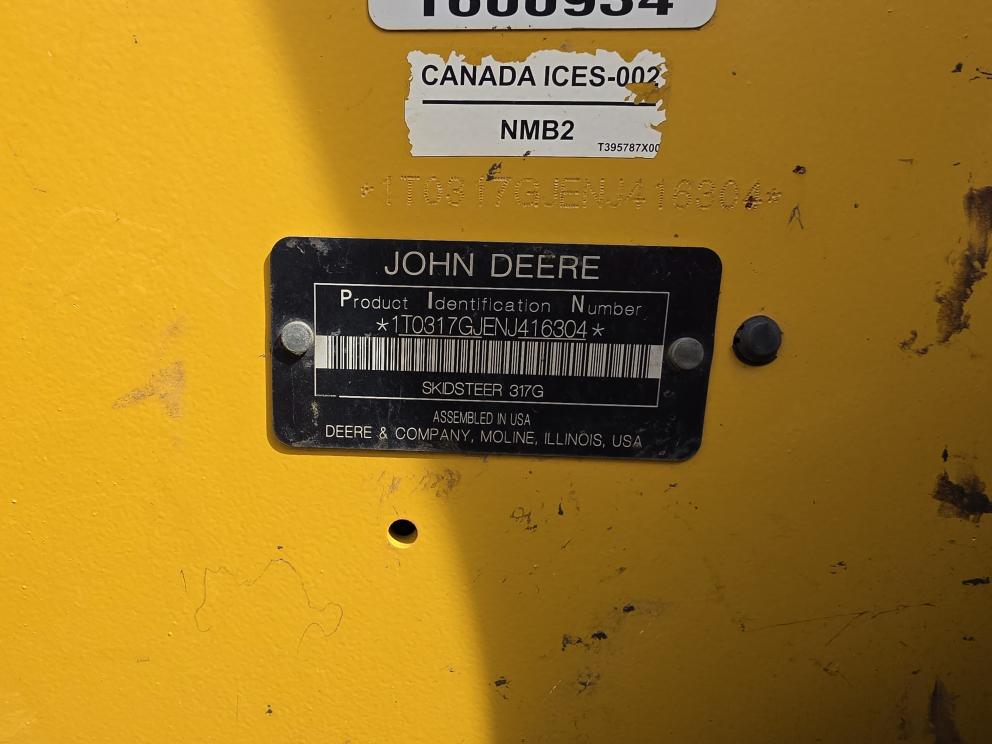 CANADA ICES-002
NMB2
T395787X00
*1T0317GJENJ416304*
JOHN DEERE
Product Identification Number
*1T0317GJENJ416304*
SKIDSTEER 317G
ASSEMBLED IN USA
DEERE & COMPANY, MOLINE, ILLINOIS, USA